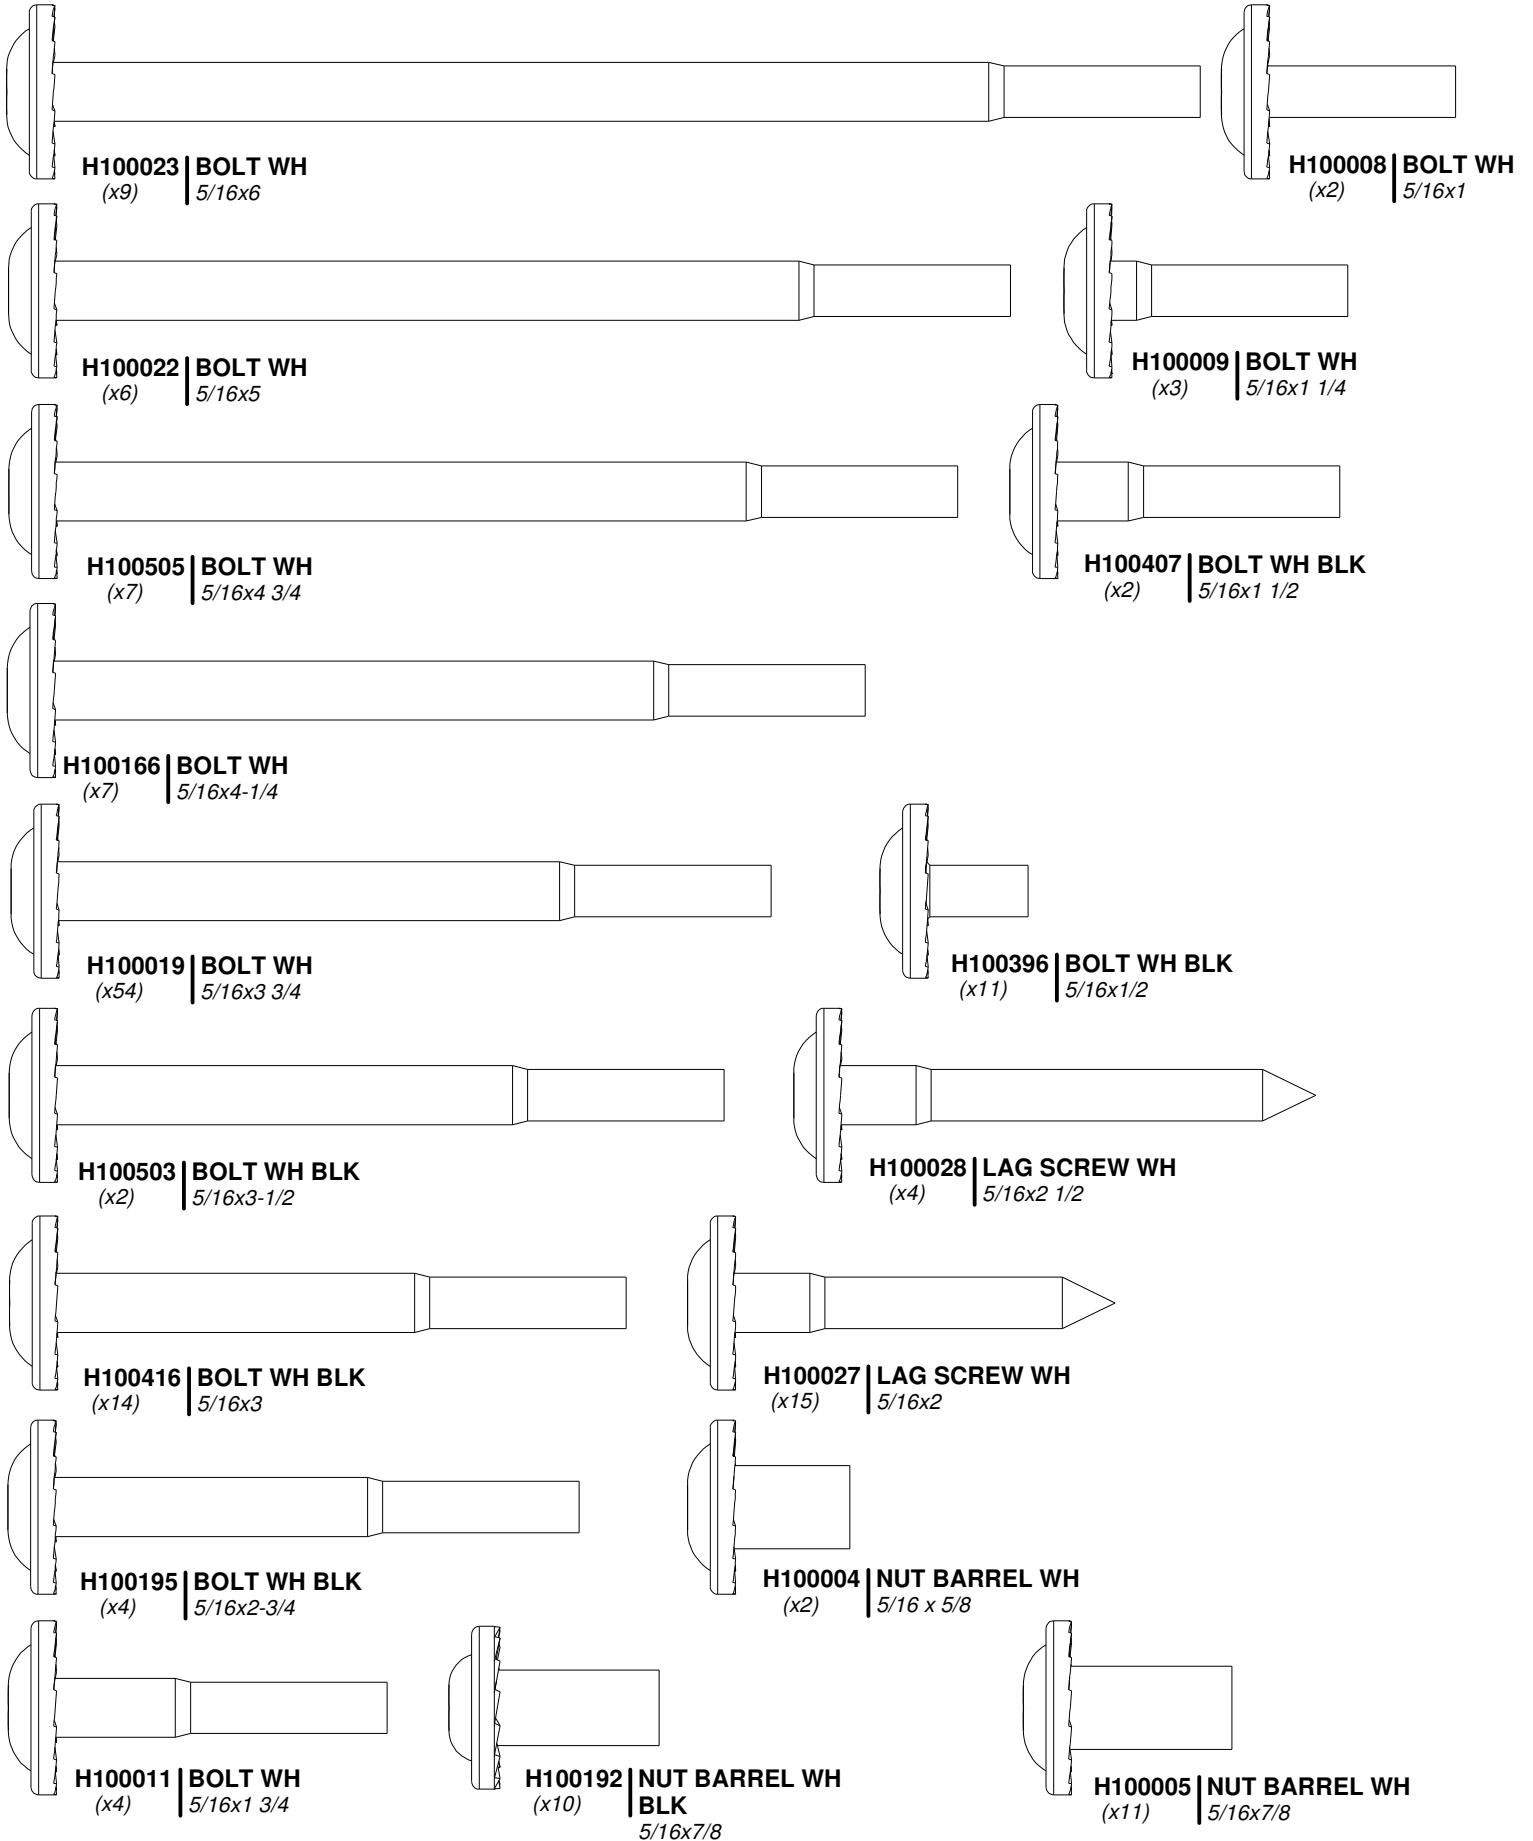 H100023 BOLT WH
(x9) 5/16x6
H100008 BOLT WH
(x2) 5/16x1
H100022 BOLT WH
(x6) 5/16x5
H100009 BOLT WH
(x3) 5/16x1 1/4
H100505 BOLT WH
(x7) 5/16x4 3/4
H100407 BOLT WH BLK
(x2) 5/16x1 1/2
H100166 BOLT WH
(x7) 5/16x4-1/4
H100019 BOLT WH
(x54) 5/16x3 3/4
H100396 BOLT WH BLK
(x11) 5/16x1/2
H100503 BOLT WH BLK
(x2) 5/16x3-1/2
H100028 LAG SCREW WH
(x4) 5/16x2 1/2
H100416 BOLT WH BLK
(x14) 5/16x3
H100027 LAG SCREW WH
(x15) 5/16x2
H100195 BOLT WH BLK
(x4) 5/16x2-3/4
H100004 NUT BARREL WH
(x2) 5/16 x 5/8
H100011 BOLT WH
(x4) 5/16x1 3/4
H100192 NUT BARREL WH
(x10) BLK
5/16x7/8
H100005 NUT BARREL WH
(x11) 5/16x7/8